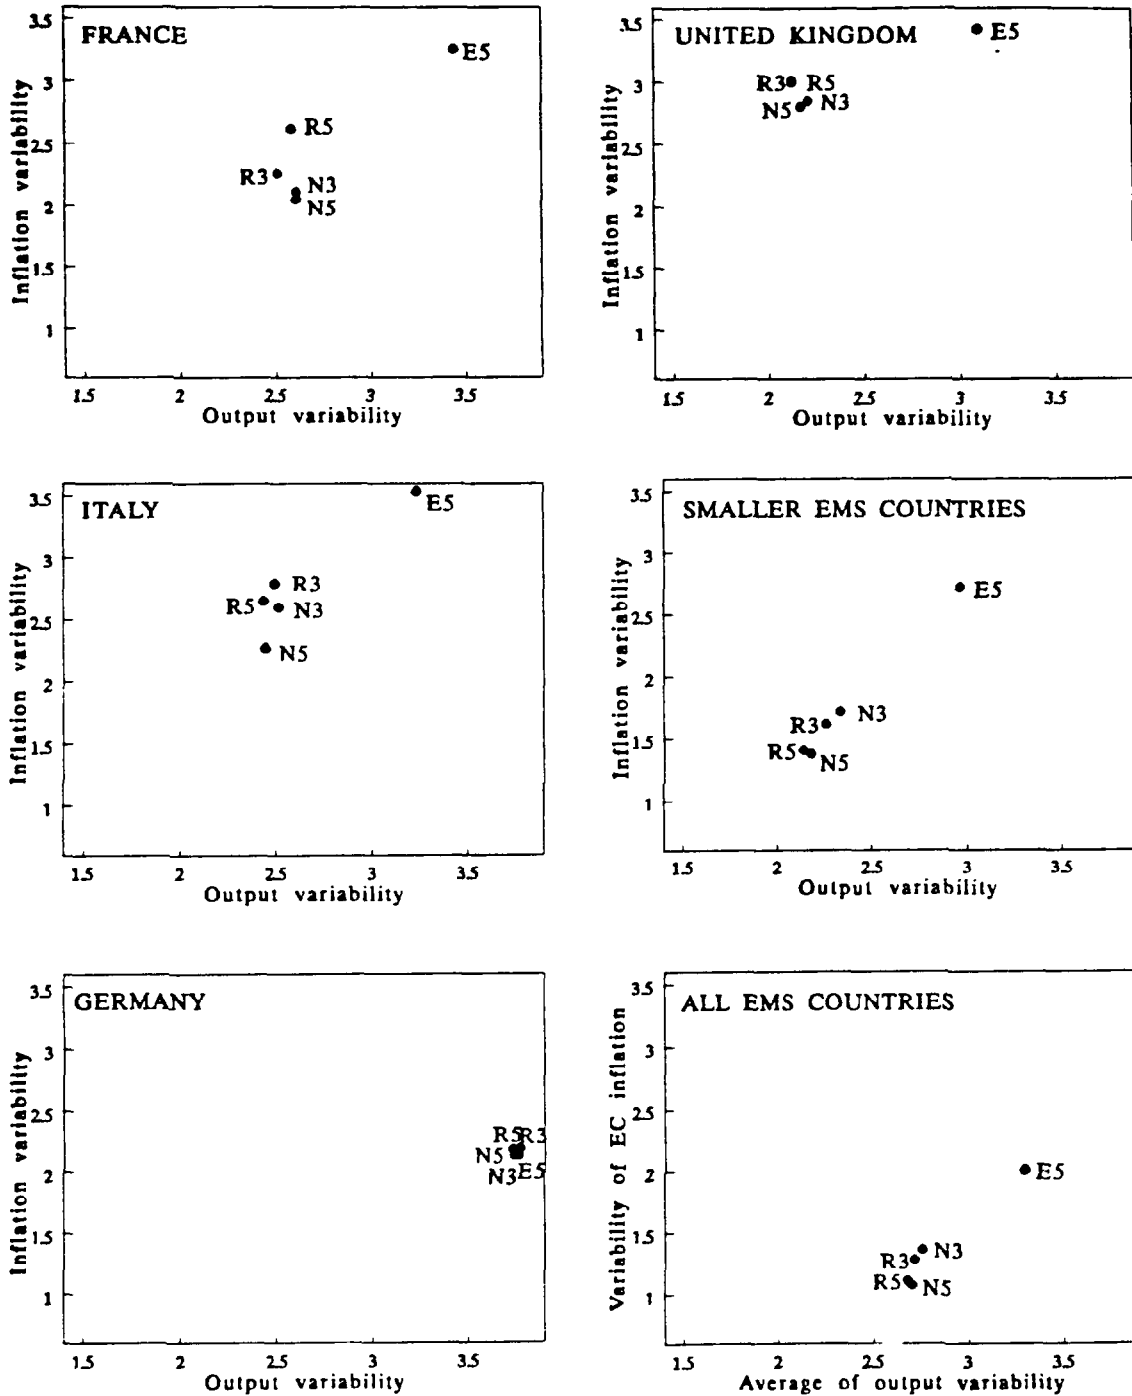 FRANCE
3.5
3
2.5
2
1.5
1
Inflation variability
E5
R5
R3
N3
N5
1.5 2 2.5 3 3.5
Output variability
UNITED KINGDOM
3.5
3
2.5
2
1.5
1
Inflation variability
E5
R3 R5
N5 N3
1.5 2 2.5 3 3.5
Output variability
ITALY
3.5
3
2.5
2
1.5
1
Inflation variability
E5
R3
R5 N3
N5
1.5 2 2.5 3 3.5
Output variability
SMALLER EMS COUNTRIES
3.5
3
2.5
2
1.5
1
Inflation variability
E5
N3
R3
R5
N5
1.5 2 2.5 3 3.5
Output variability
GERMANY
3.5
3
2.5
2
1.5
1
Inflation variability
R5 R3
N5
N3 E5
1.5 2 2.5 3 3.5
Output variability
ALL EMS COUNTRIES
3.5
3
2.5
2
1.5
1
Variability of EC inflation
E5
N3
R3
R5 N5
1.5 2 2.5 3 3.5
Average of output variability